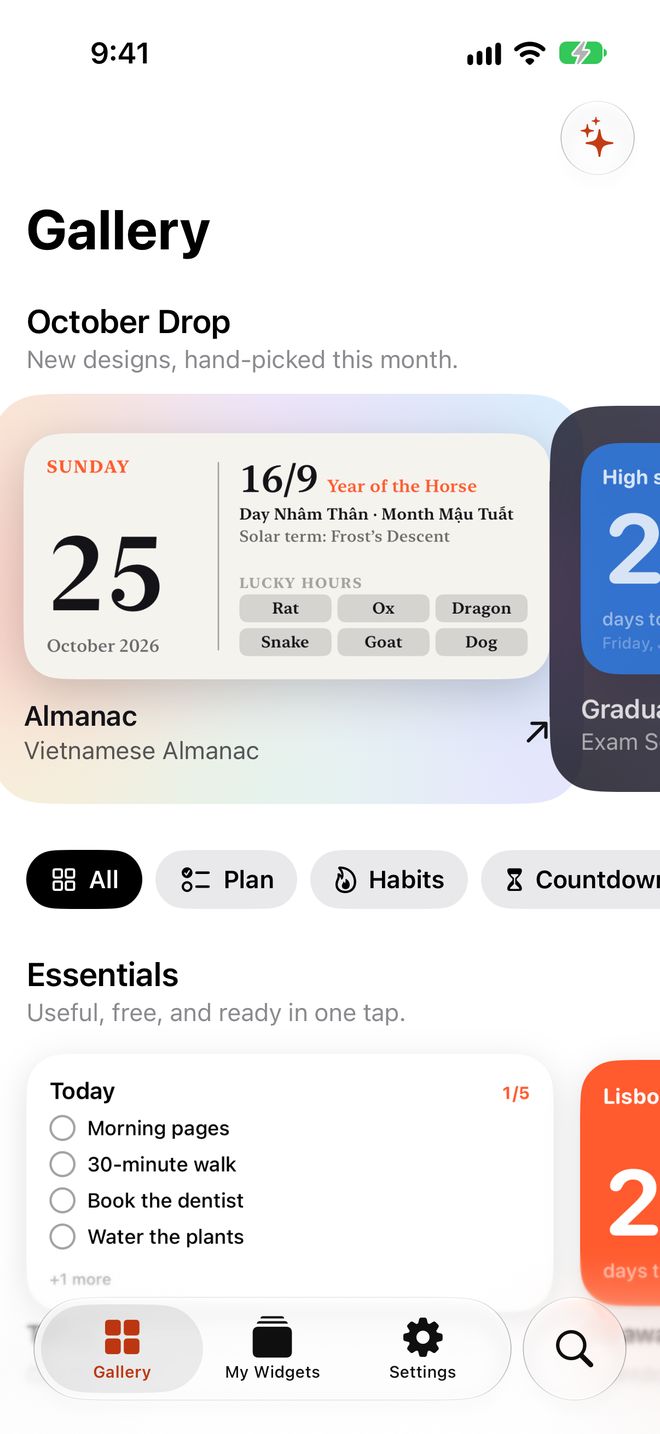 9:41
Gallery
October Drop
New designs, hand-picked this month.
SUNDAY
25
October 2026
16/9 Year of the Horse
Day Nhâm Thân · Month Mậu Tuất
Solar term: Frost’s Descent
LUCKY HOURS
Rat Ox Dragon
Snake Goat Dog
Almanac
Vietnamese Almanac
High
2
days
Friday,
Exam
All Plan Habits
Essentials
Useful, free, and ready in one tap.
Today 1/5
Morning pages
30-minute walk
Book the dentist
Water the plants
+1 more
2
days
Gallery My Widgets Settings